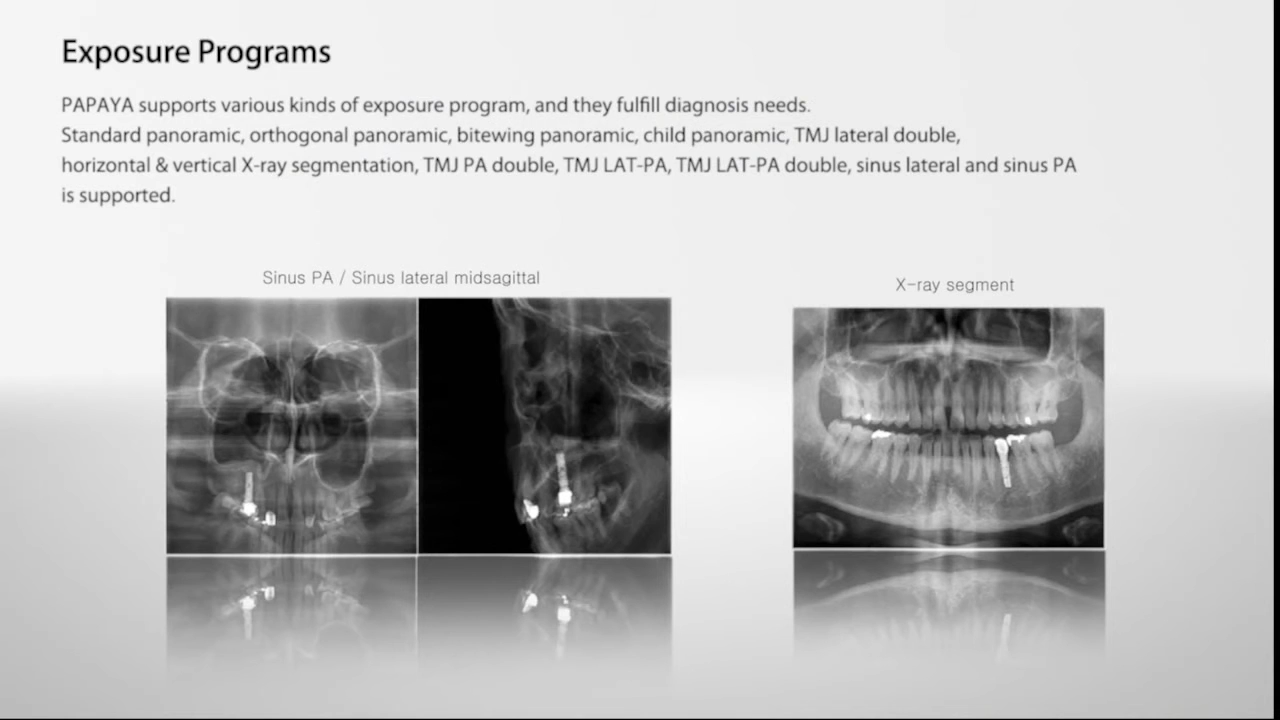 Exposure Programs
PAPAYA supports various kinds of exposure program, and they fulfill diagnosis needs.
Standard panoramic, orthogonal panoramic, bitewing panoramic, child panoramic, TMJ lateral double,
horizontal & vertical X-ray segmentation, TMJ PA double, TMJ LAT-PA, TMJ LAT-PA double, sinus lateral and sinus PA
is supported.
Sinus PA / Sinus lateral midsagittal
X-ray segment